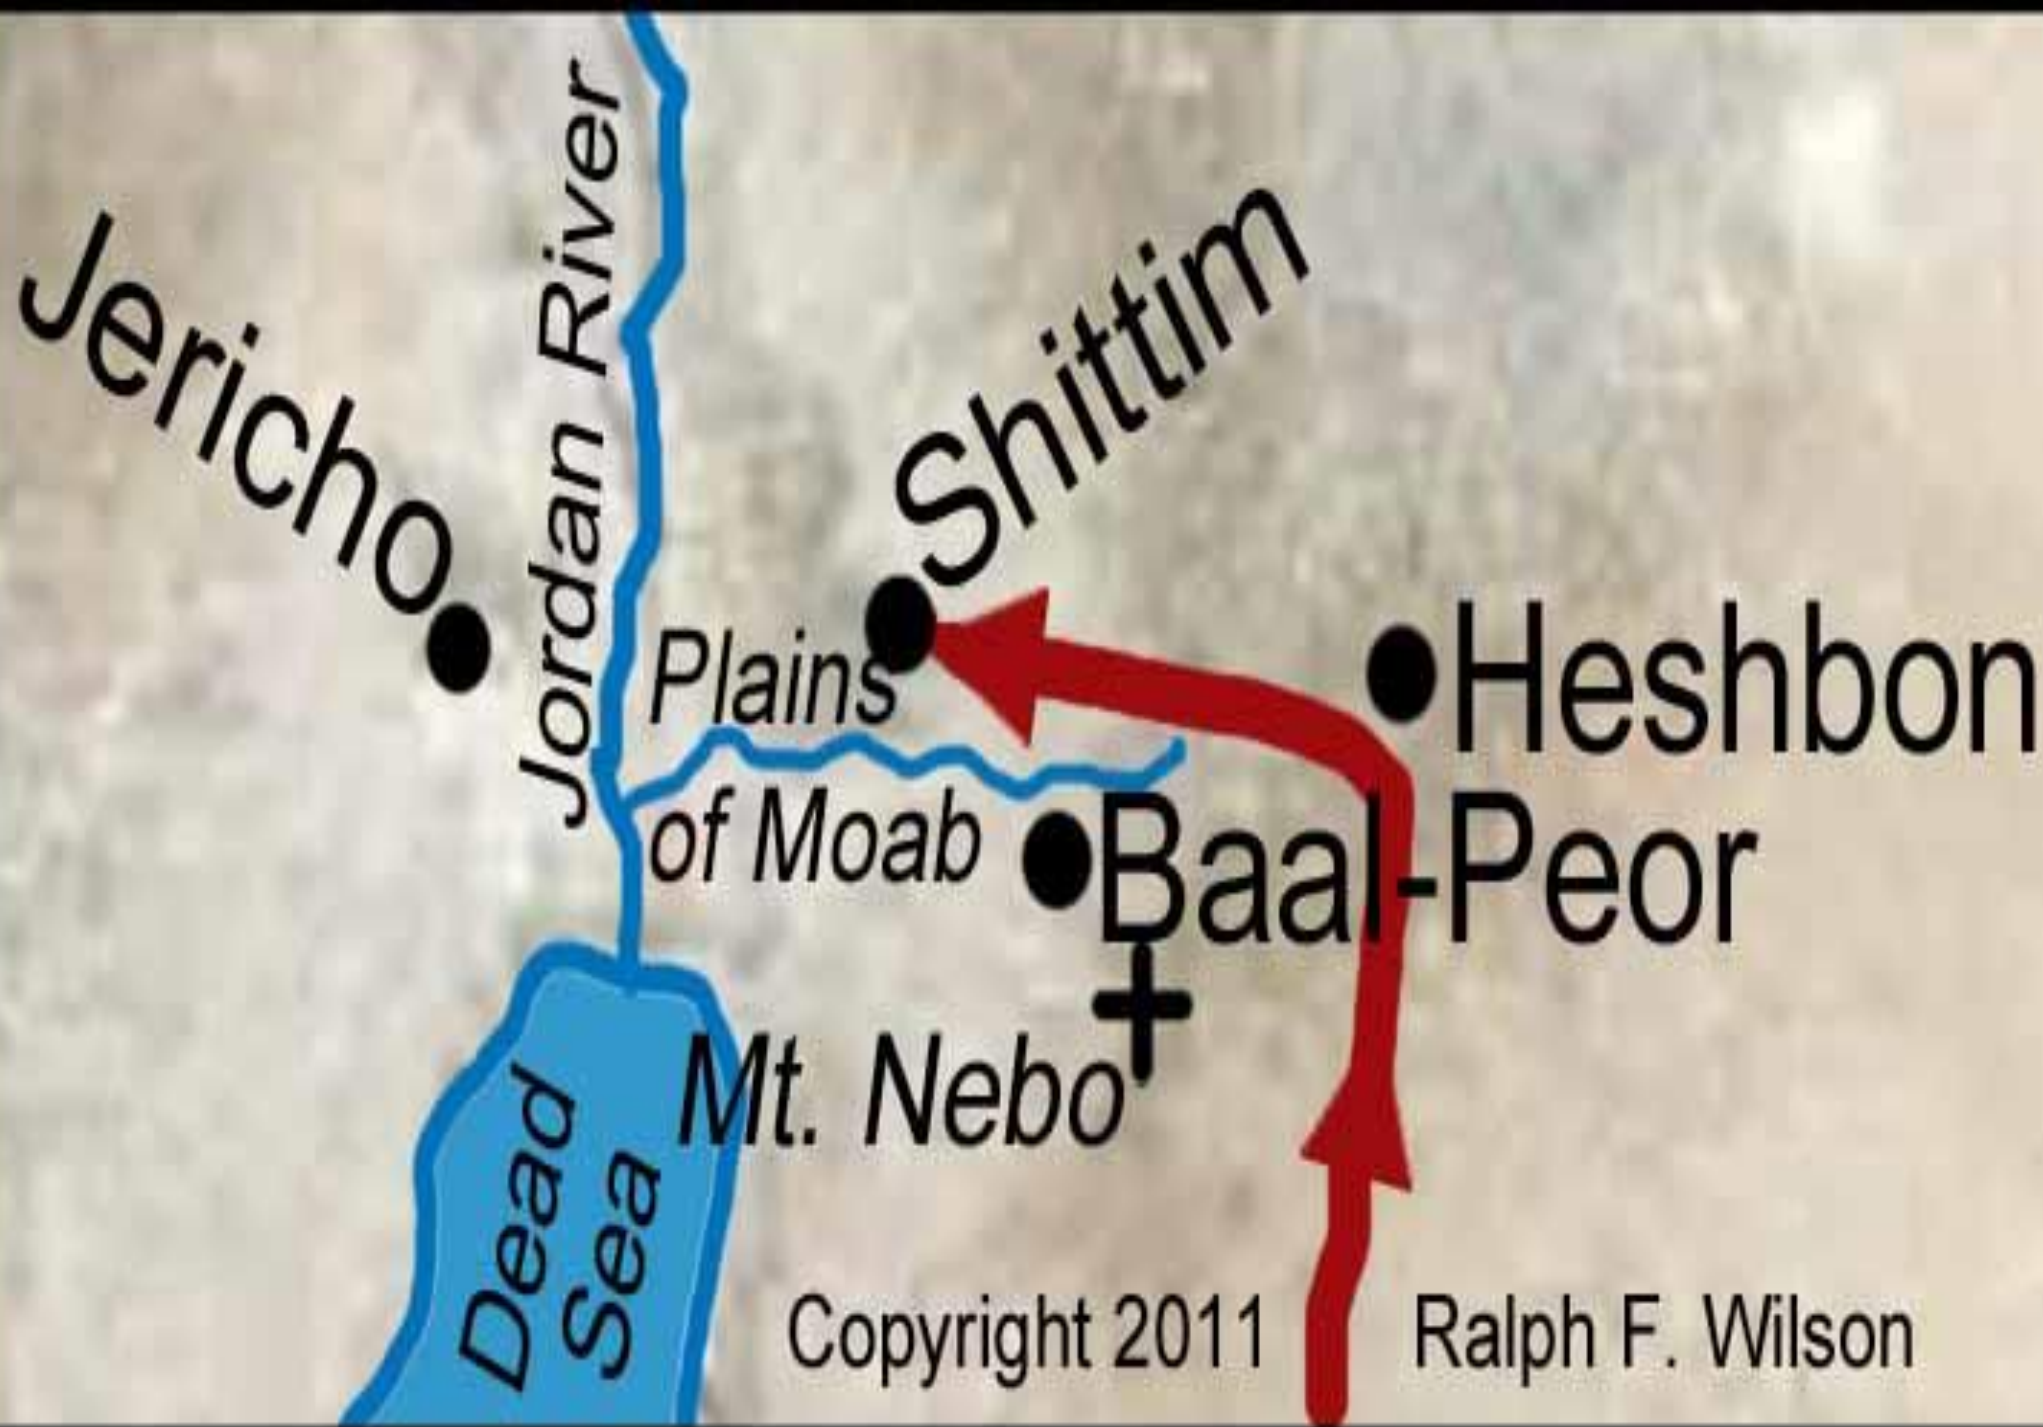 Jordan River
Jericho
Shittim
Plains
of Moab
Heshbon
Baal-Peor
Mt. Nebo
Dead
Sea
Copyright 2011 Ralph F. Wilson